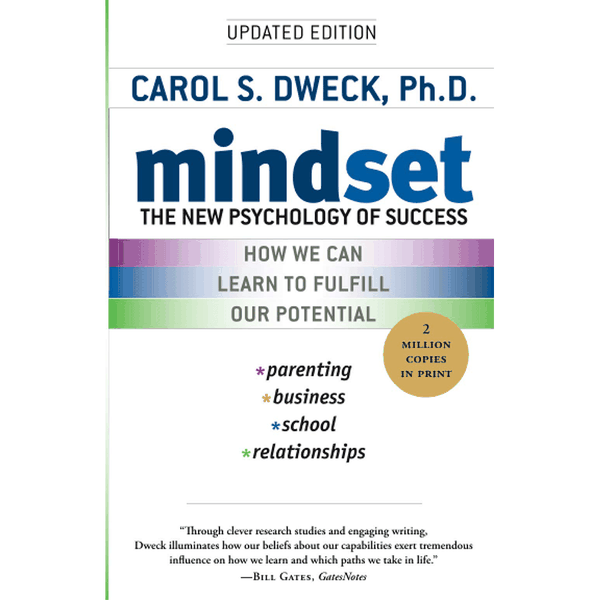 UPDATED EDITION
CAROL S. DWECK, Ph.D.
mindset
THE NEW PSYCHOLOGY OF SUCCESS
HOW WE CAN
LEARN TO FULFILL
OUR POTENTIAL
2
MILLION
COPIES
IN PRINT
*parenting
*business
*school
*relationships
“Through clever research studies and engaging writing,
Dweck illuminates how our beliefs about our capabilities exert tremendous
influence on how we learn and which paths we take in life.”
—BILL GATES, GatesNotes